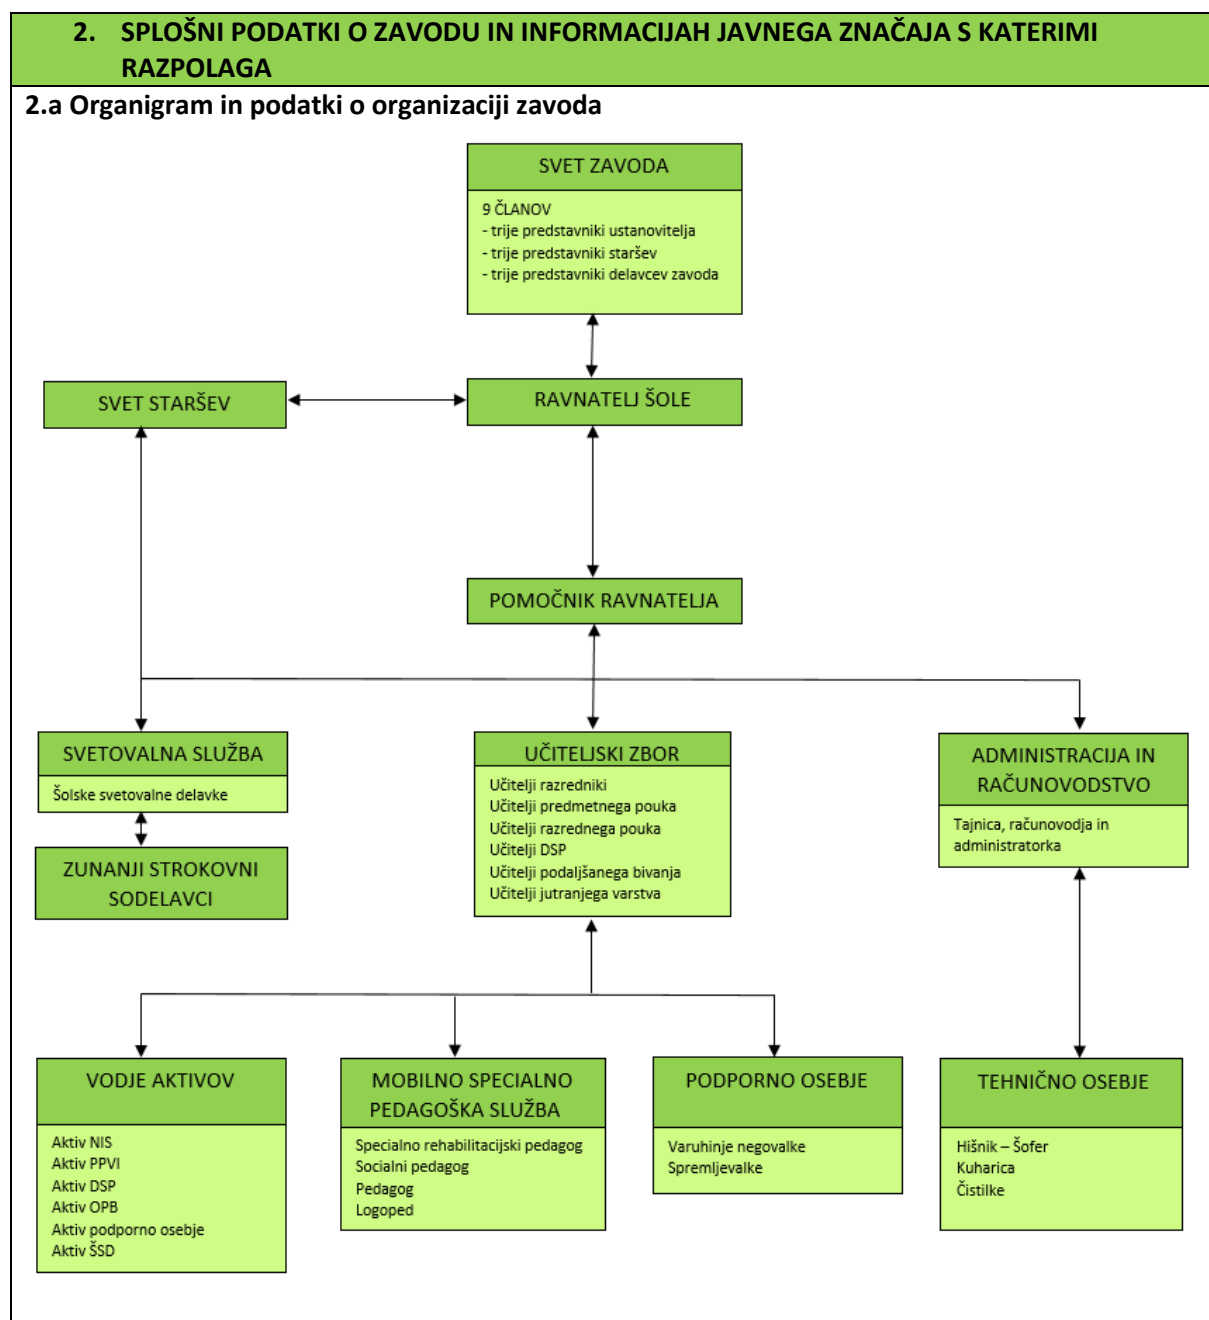 2. SPLOŠNI PODATKI O ZAVODU IN INFORMACIJAH JAVNEGA ZNAČAJA S KATERIMI
RAZPOLAGA
2.a Organigram in podatki o organizaciji zavoda
SVET ZAVODA
9 ČLANOV
- trije predstavniki ustanovitelja
- trije predstavniki staršev
- trije predstavniki delavcev zavoda
SVET STARŠEV
RAVNATELJ ŠOLE
POMOČNIK RAVNATELJA
SVETOVALNA SLUŽBA
Šolske svetovalne delavke
ZUNANJI STROKOVNI
SODELAVCI
UČITELJSKI ZBOR
Učitelji razredniki
Učitelji predmetnega pouka
Učitelji razrednega pouka
Učitelji DSP
Učitelji podaljšanega bivanja
Učitelji jutranjega varstva
ADMINISTRACIJA IN
RAČUNOVODSTVO
Tajnica, računovodja in
administratorka
VODJE AKTIVOV
Aktiv NIS
Aktiv PPVI
Aktiv DSP
Aktiv OPB
Aktiv podporno osebje
Aktiv ŠSD
MOBILNO SPECIALNO
PEDAGOŠKA SLUŽBA
Specialno rehabilitacijski pedagog
Socialni pedagog
Pedagog
Logoped
PODPORNO OSEBJE
Varuhinje negovalke
Spremljevalke
TEHNIČNO OSEBJE
Hišnik – Šofer
Kuharica
Čistilke